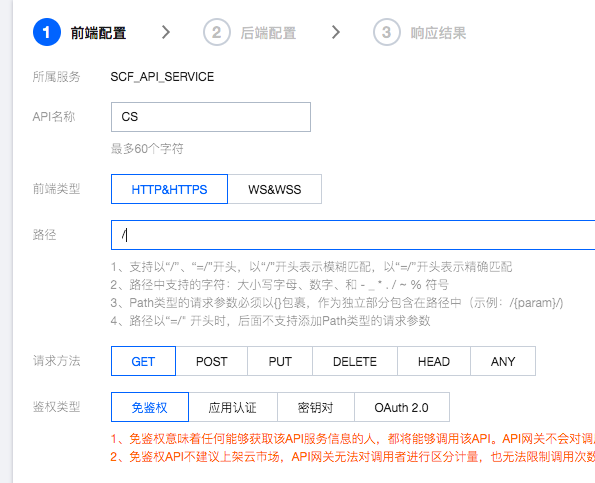 1 前端配置 > 2 后端配置 > 3 响应结果
所属服务 SCF_API_SERVICE
API名称 CS
最多60个字符
前端类型 HTTP&HTTPS WS&WSS
路径 /
1、支持以“/”、“=/”开头，以“/”开头表示模糊匹配，以“=/”开头表示精确匹配
2、路径中支持的字符：大小写字母、数字、和 - _ * . / ~ % 符号
3、Path类型的请求参数必须以{}包裹，作为独立部分包含在路径中（示例：/{param}/)
4、路径以“=/” 开头时，后面不支持添加Path类型的请求参数
请求方法 GET POST PUT DELETE HEAD ANY
鉴权类型 免鉴权 应用认证 密钥对 OAuth 2.0
1、免鉴权意味着任何能够获取该API服务信息的人，都将能够调用该API。API网关不会对调
2、免鉴权API不建议上架云市场，API网关无法对调用者进行区分计量，也无法限制调用次数